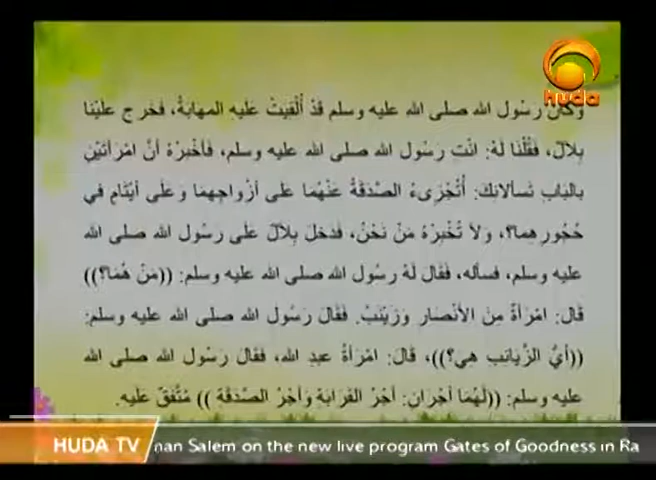 huda
وكان رسول الله صلى الله عليه وسلم قد ألقيت عليه المهابة، فخرج علينا
بلال، فقلنا له: ائت رسول الله صلى الله عليه وسلم، فأخبره أن امرأتين
بالباب تسألانك: أتجزىء الصدقة عنهما على أزواجهما وعلى أيتام في
حجورهما؟، ولا تخبره من نحن، فدخل بلال على رسول الله صلى الله
عليه وسلم، فسأله، فقال له رسول الله صلى الله عليه وسلم: ((من هما؟))
قال: امرأة من الأنصار وزينب. فقال رسول الله صلى الله عليه وسلم:
((أي الزيانب هي؟))، قال: امرأة عبد الله، فقال رسول الله صلى الله
عليه وسلم: ((لهما أجران: أجر القرابة وأجر الصدقة)) متفق عليه.
HUDA TV man Salem on the new live program Gates of Goodness in Ra